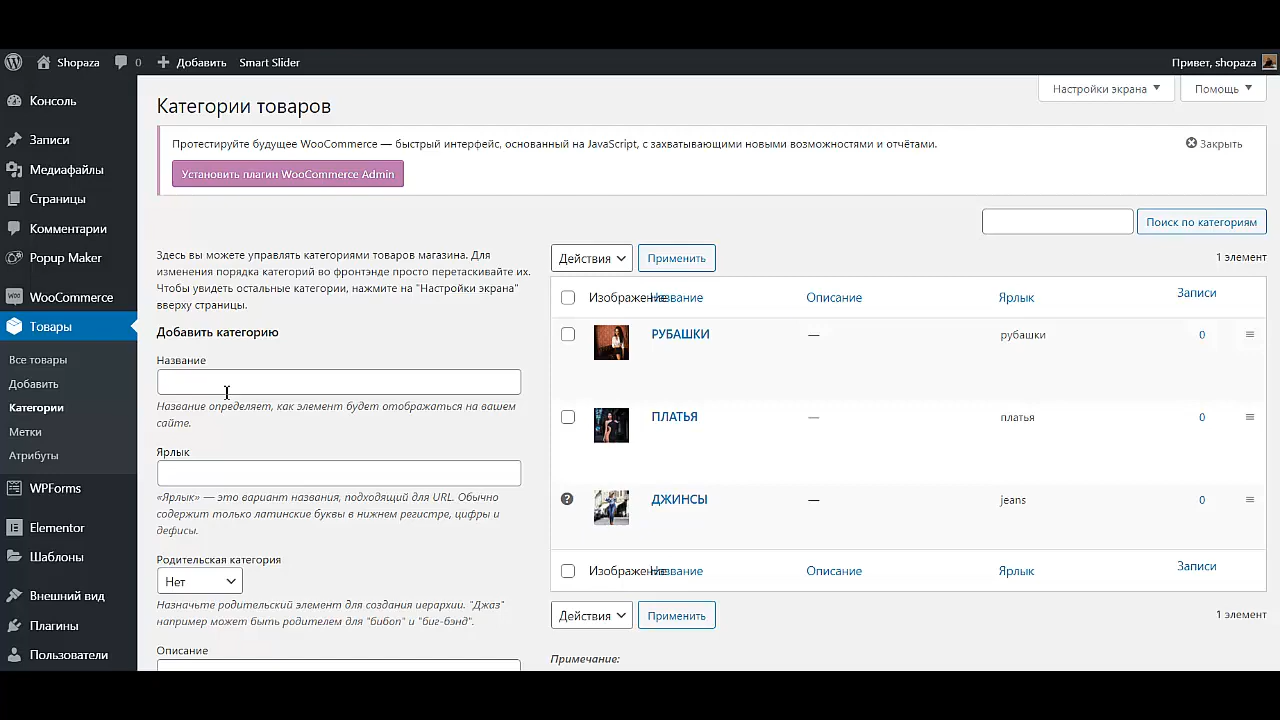 Shopaza 0 Добавить Smart Slider Привет, shopaza
Консоль
Записи
Медиафайлы
Страницы
Комментарии
Popup Maker
WooCommerce
Товары
Все товары
Добавить
Категории
Метки
Атрибуты
WPForms
Elementor
Шаблоны
Внешний вид
Плагины
Пользователи
Настройки экрана Помощь
Категории товаров
Протестируйте будущее WooCommerce — быстрый интерфейс, основанный на JavaScript, с захватывающими новыми возможностями и отчётами. Закрыть
Установить плагин WooCommerce Admin
Поиск по категориям
Здесь вы можете управлять категориями товаров магазина. Для
изменения порядка категорий во фронтэнде просто перетаскивайте их.
Чтобы увидеть остальные категории, нажмите на "Настройки экрана"
вверху страницы.
Добавить категорию
Название
Название определяет, как элемент будет отображаться на вашем
сайте.
Ярлык
«Ярлык» — это вариант названия, подходящий для URL. Обычно
содержит только латинские буквы в нижнем регистре, цифры и
дефисы.
Родительская категория
Нет
Назначьте родительский элемент для создания иерархии. "Джаз"
например может быть родителем для "бибоп" и "биг-бэнд".
Описание
Действия Применить 1 элемент
Изображение Название Описание Ярлык Записи
РУБАШКИ — рубашки 0
ПЛАТЬЯ — платья 0
ДЖИНСЫ — jeans 0
Изображение Название Описание Ярлык Записи
Действия Применить 1 элемент
Примечание: